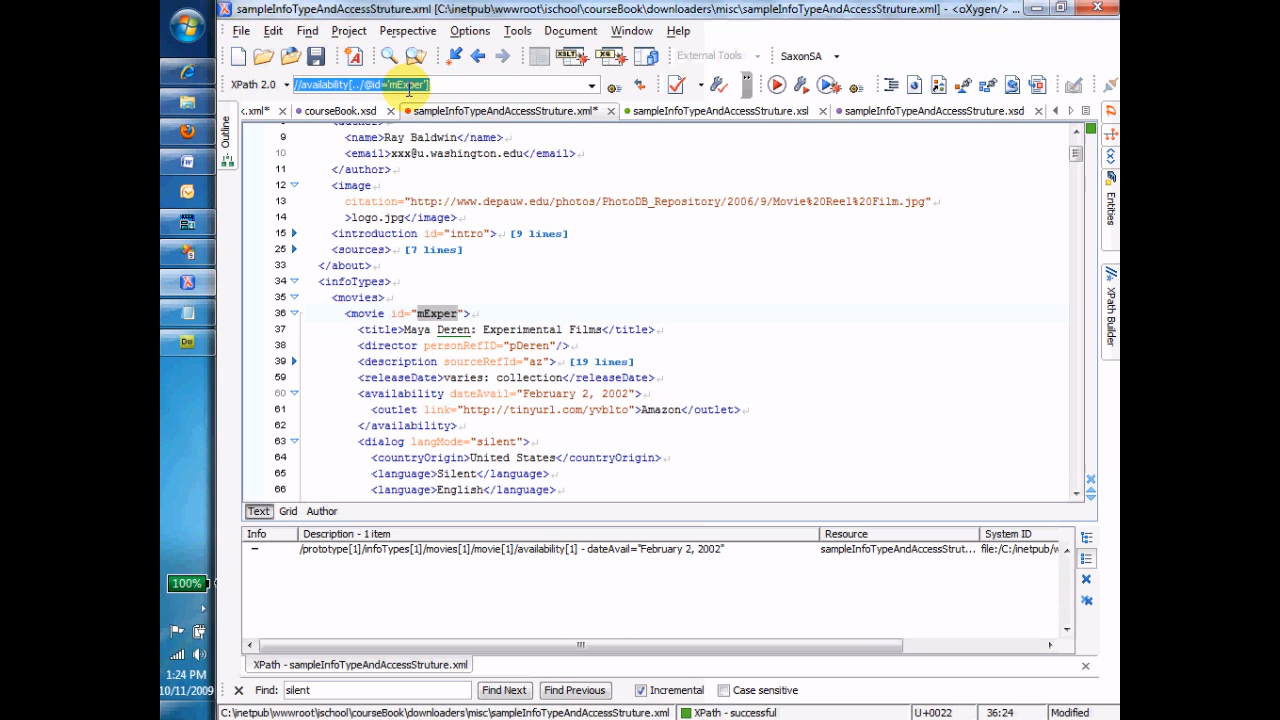 sampleInfoTypeAndAccessStruture.xml [C:\inetpub\wwwroot\ischool\courseBook\downloaders\misc\sampleInfoTypeAndAccessStruture.xml] - <oXygen/> ...
File Edit Find Project Perspective Options Tools Document Window Help
External Tools SaxonSA
XPath 2.0 //availability[../@id='mExper']
c.xml* courseBook.xsd sampleInfoTypeAndAccessStruture.xml* sampleInfoTypeAndAccessStruture.xsl sampleInfoTypeAndAccessStruture.xsd
Outline
9 <name>Ray Baldwin</name>
10 <email>xxx@u.washington.edu</email>
11 </author>
12 <image
13 citation="http://www.depauw.edu/photos/PhotoDB_Repository/2006/9/Movie%20Reel%20Film.jpg"
14 >logo.jpg</image>
15 <introduction id="intro"> [9 lines]
25 <sources> [7 lines]
33 </about>
34 <infoTypes>
35 <movies>
36 <movie id="mExper">
37 <title>Maya Deren: Experimental Films</title>
38 <director personRefID="pDeren"/>
39 <description sourceRefId="az"> [19 lines]
59 <releaseDate>varies: collection</releaseDate>
60 <availability dateAvail="February 2, 2002">
61 <outlet link="http://tinyurl.com/yvblto">Amazon</outlet>
62 </availability>
63 <dialog langMode="silent">
64 <countryOrigin>United States</countryOrigin>
65 <language>Silent</language>
66 <language>English</language>
Entities
XPath Builder
Text Grid Author
Info Description - 1 item Resource System ID
/prototype[1]/infoTypes[1]/movies[1]/movie[1]/availability[1] - dateAvail="February 2, 2002" sampleInfoTypeAndAccessStrut... file:/C:/inetpub/w
XPath - sampleInfoTypeAndAccessStruture.xml
Find: silent Find Next Find Previous Incremental Case sensitive
C:\inetpub\wwwroot\ischool\courseBook\downloaders\misc\sampleInfoTypeAndAccessStruture.xml XPath - successful U+0022 36:24 Modified
100%
1:24 PM
10/11/2009
Dw